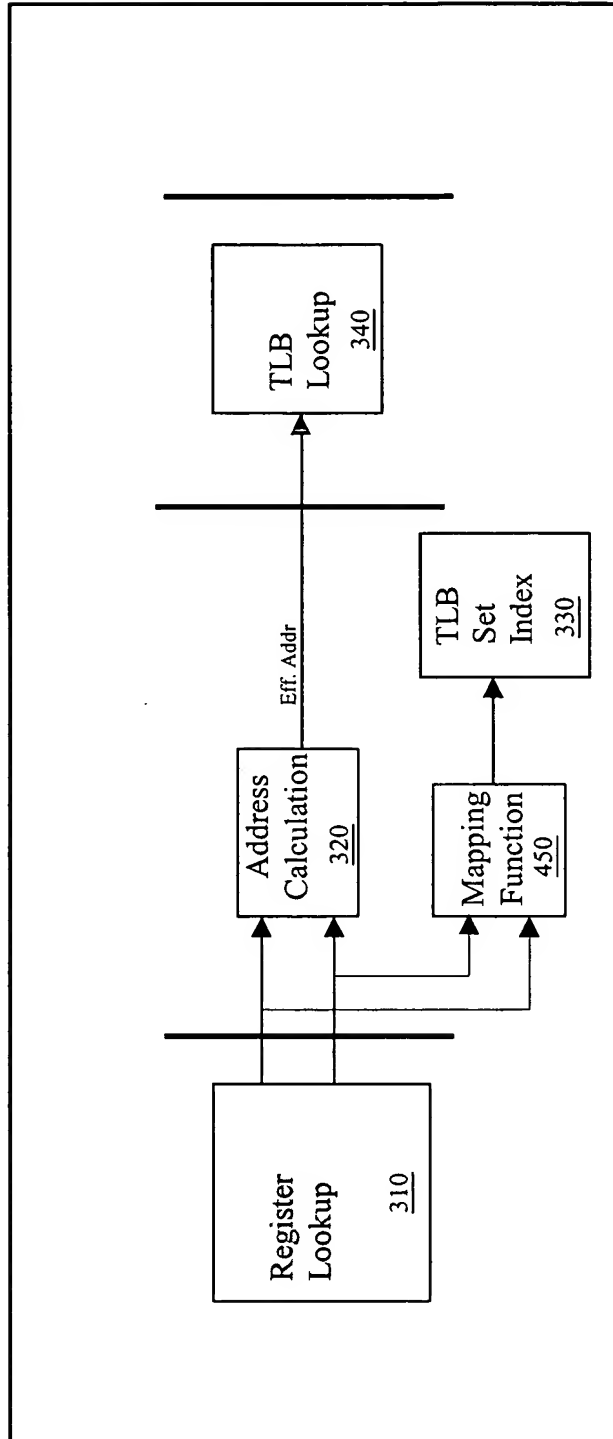 Register
Lookup
310
Address
Calculation
320
Eff. Addr
TLB
Lookup
340
Mapping
Function
450
TLB
Set
Index
330